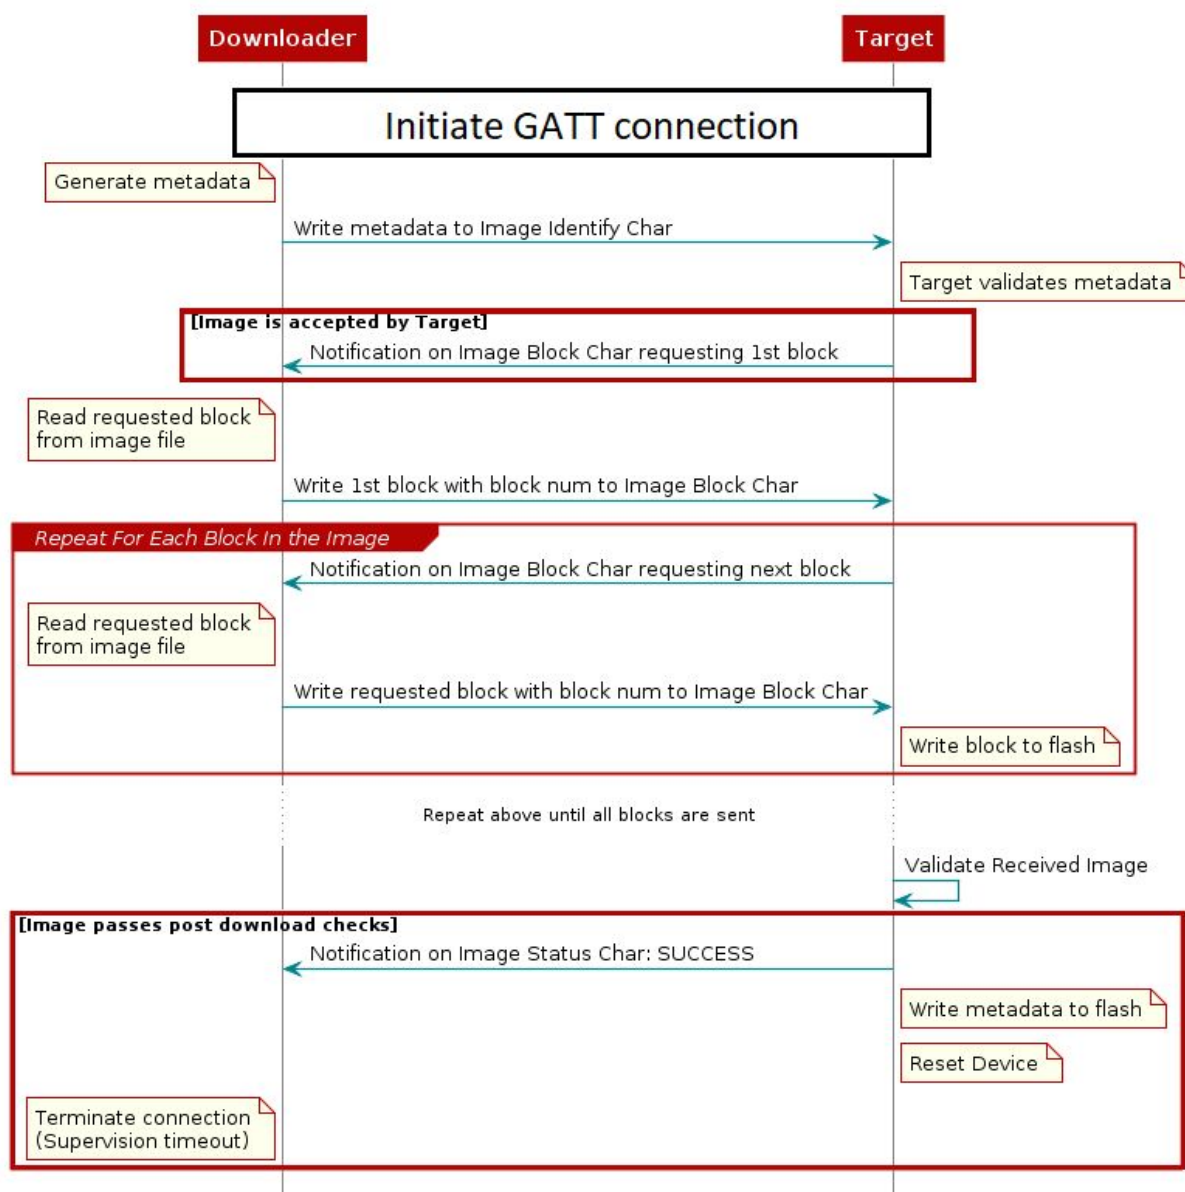 Downloader
Target
Initiate GATT connection
Generate metadata
Write metadata to Image Identify Char
Target validates metadata
[Image is accepted by Target]
Notification on Image Block Char requesting 1st block
Read requested block
from image file
Write 1st block with block num to Image Block Char
Repeat For Each Block In the Image
Notification on Image Block Char requesting next block
Read requested block
from image file
Write requested block with block num to Image Block Char
Write block to flash
Repeat above until all blocks are sent
Validate Received Image
[Image passes post download checks]
Notification on Image Status Char: SUCCESS
Write metadata to flash
Reset Device
Terminate connection
(Supervision timeout)